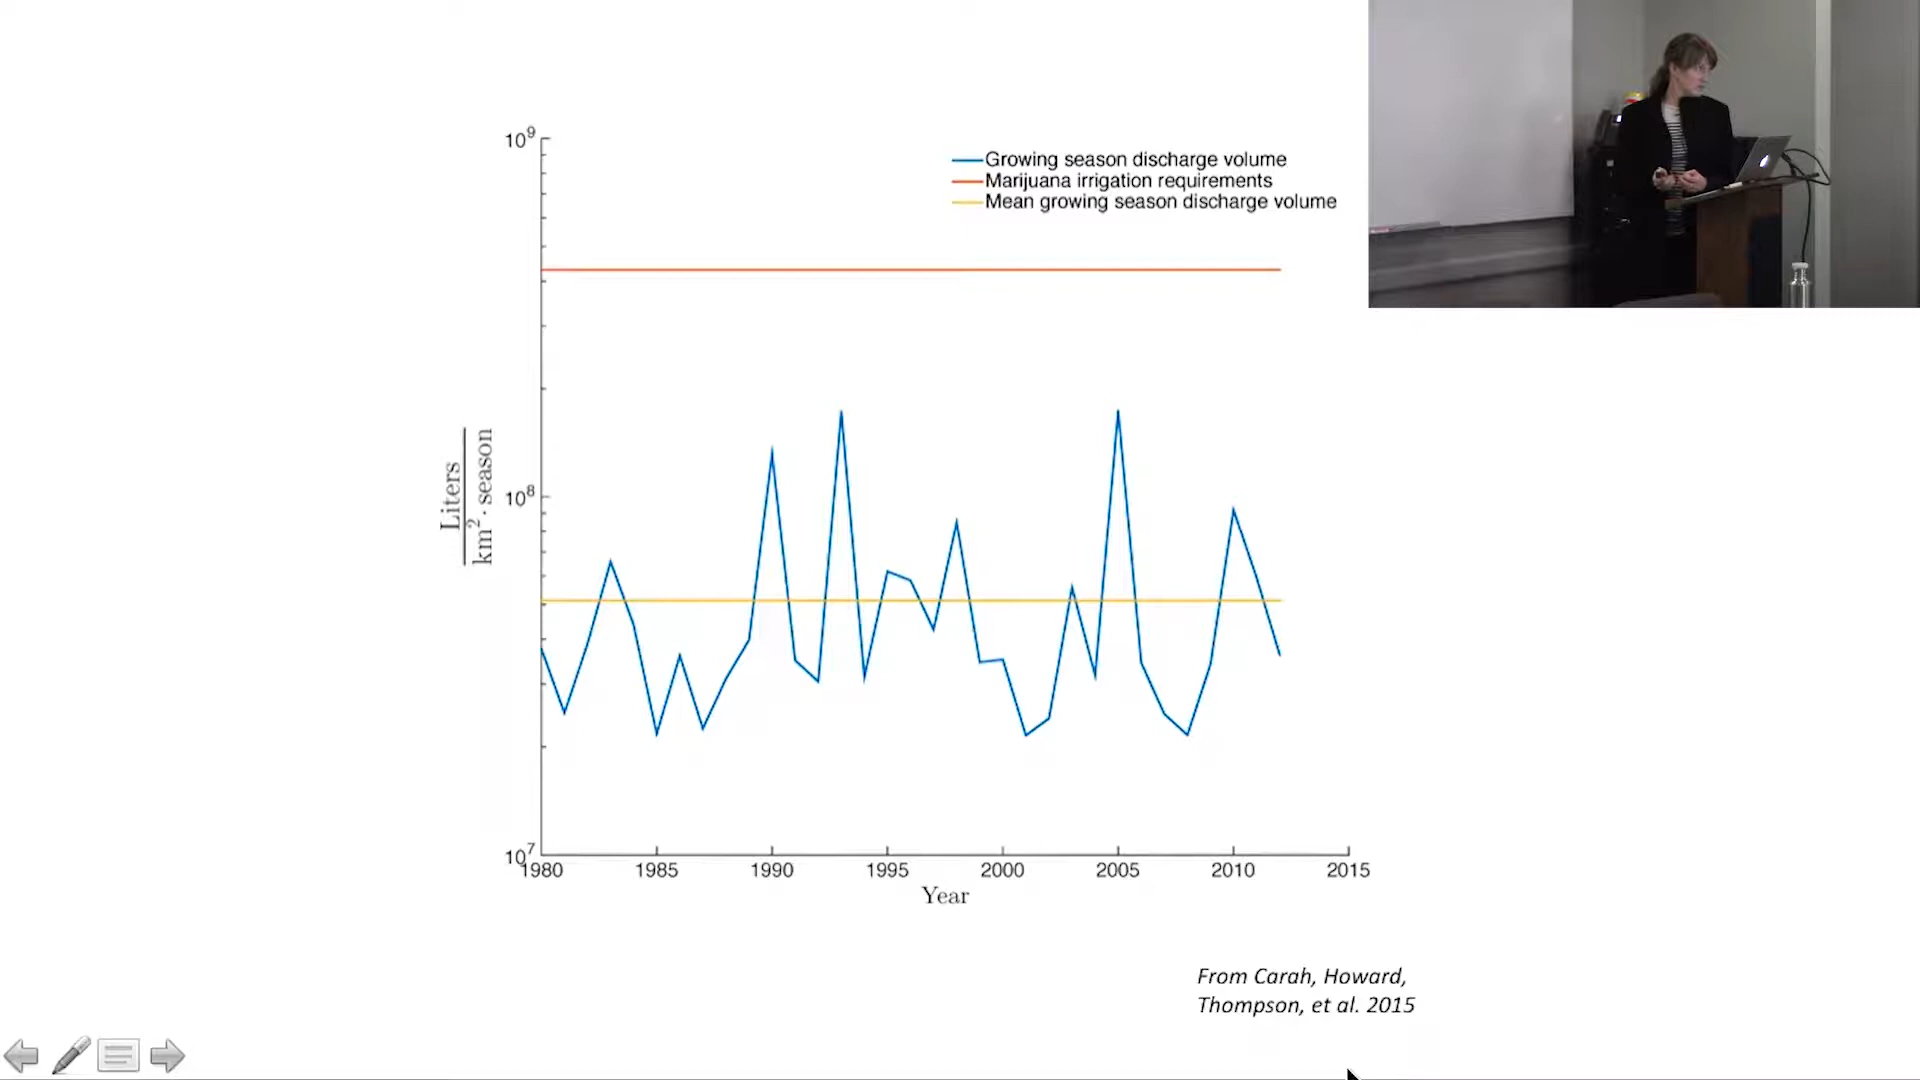 10^9
Growing season discharge volume
Marijuana irrigation requirements
Mean growing season discharge volume
Liters
km^2 · season
10^8
10^7
1980 1985 1990 1995 2000 2005 2010 2015
Year
From Carah, Howard,
Thompson, et al. 2015